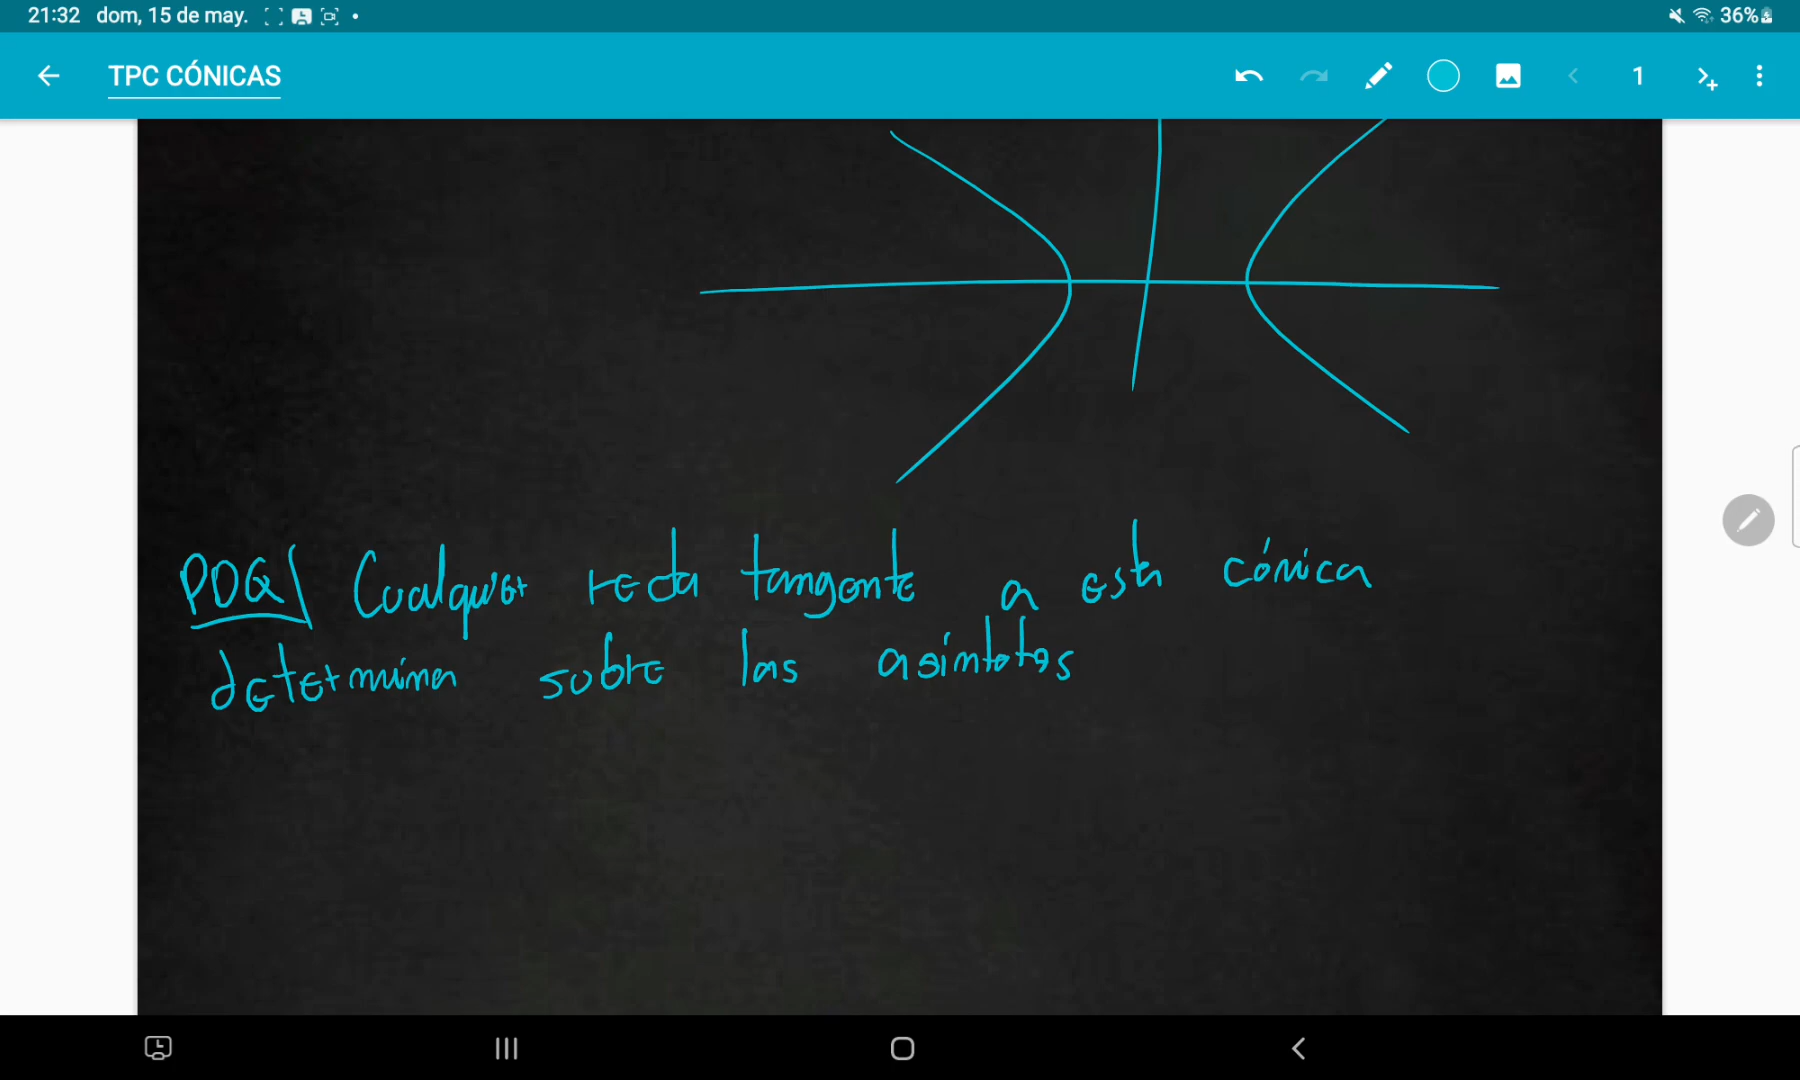 21:32 dom, 15 de may.
36%
TPC CÓNICAS
1
PDQ| Cualquier recta tangente a esta cónica
determina sobre las asíntotas